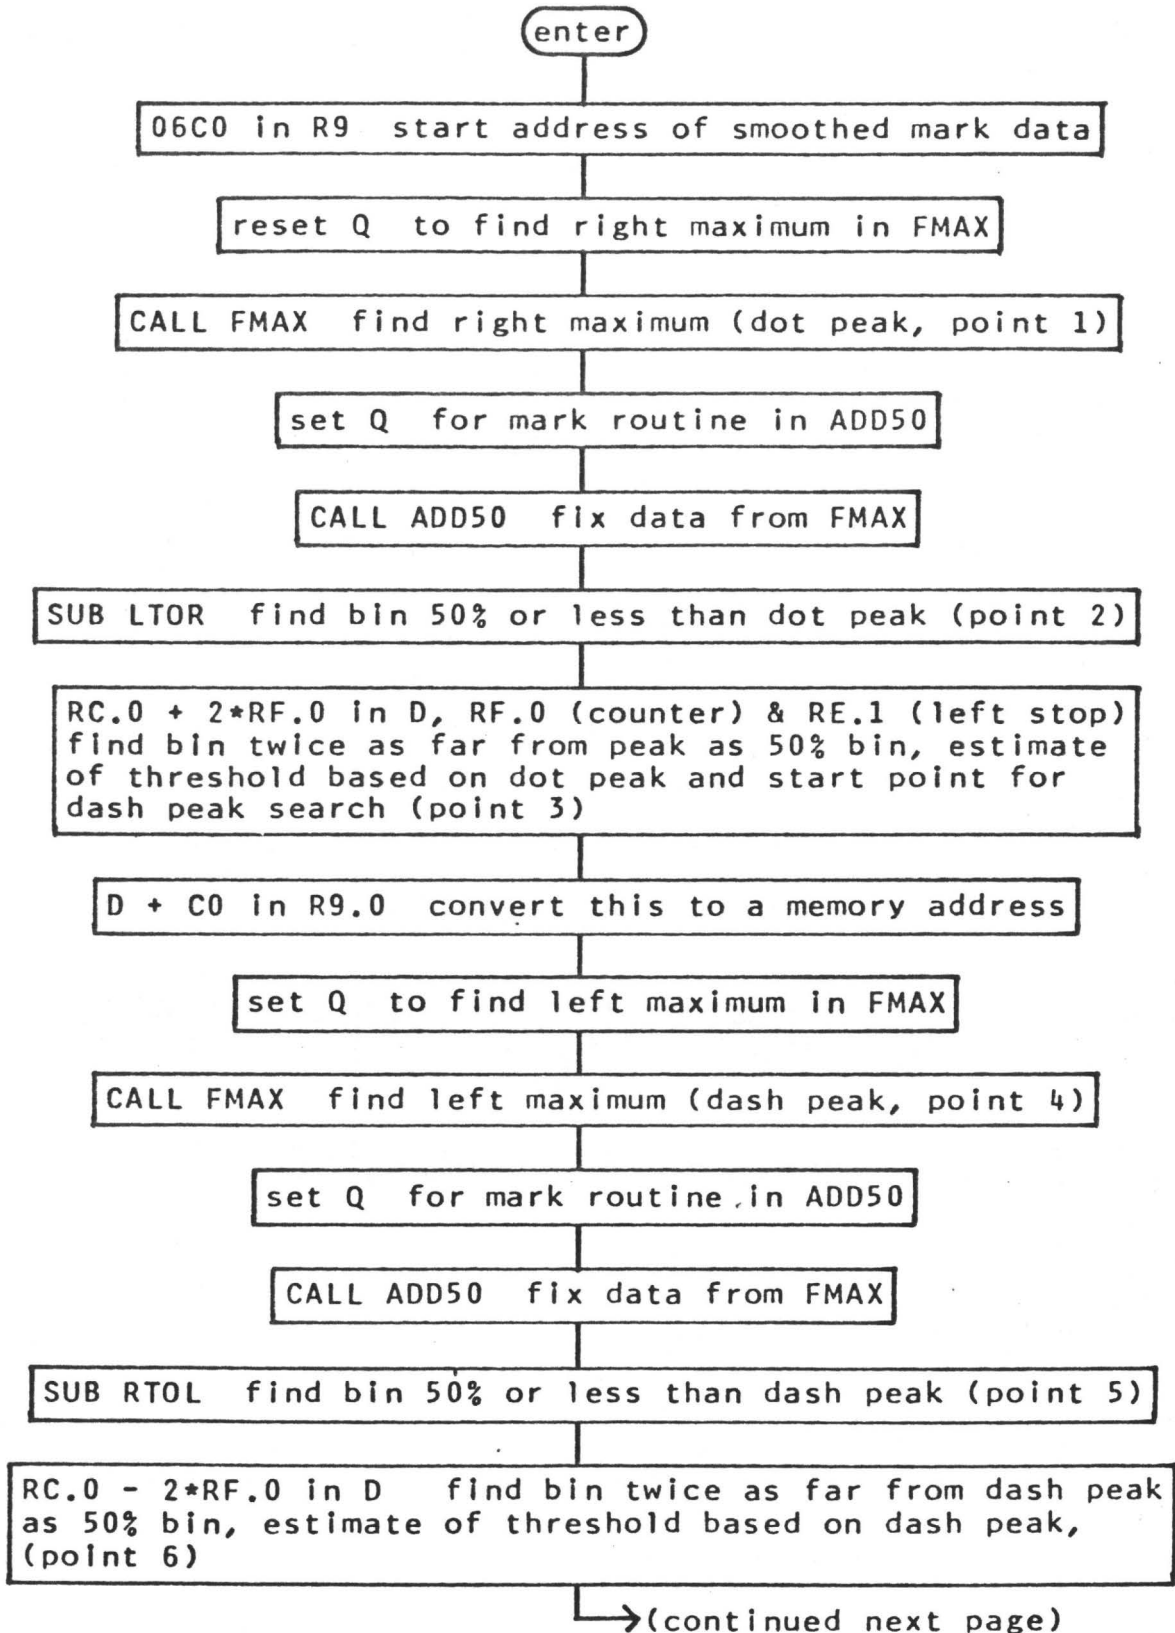 enter
06C0 in R9 start address of smoothed mark data
reset Q to find right maximum in FMAX
CALL FMAX find right maximum (dot peak, point 1)
set Q for mark routine in ADD50
CALL ADD50 fix data from FMAX
SUB LTOR find bin 50% or less than dot peak (point 2)
RC.0 + 2*RF.0 in D, RF.0 (counter) & RE.1 (left stop)
find bin twice as far from peak as 50% bin, estimate
of threshold based on dot peak and start point for
dash peak search (point 3)
D + C0 in R9.0 convert this to a memory address
set Q to find left maximum in FMAX
CALL FMAX find left maximum (dash peak, point 4)
set Q for mark routine in ADD50
CALL ADD50 fix data from FMAX
SUB RTOL find bin 50% or less than dash peak (point 5)
RC.0 - 2*RF.0 in D find bin twice as far from dash peak
as 50% bin, estimate of threshold based on dash peak,
(point 6)
(continued next page)